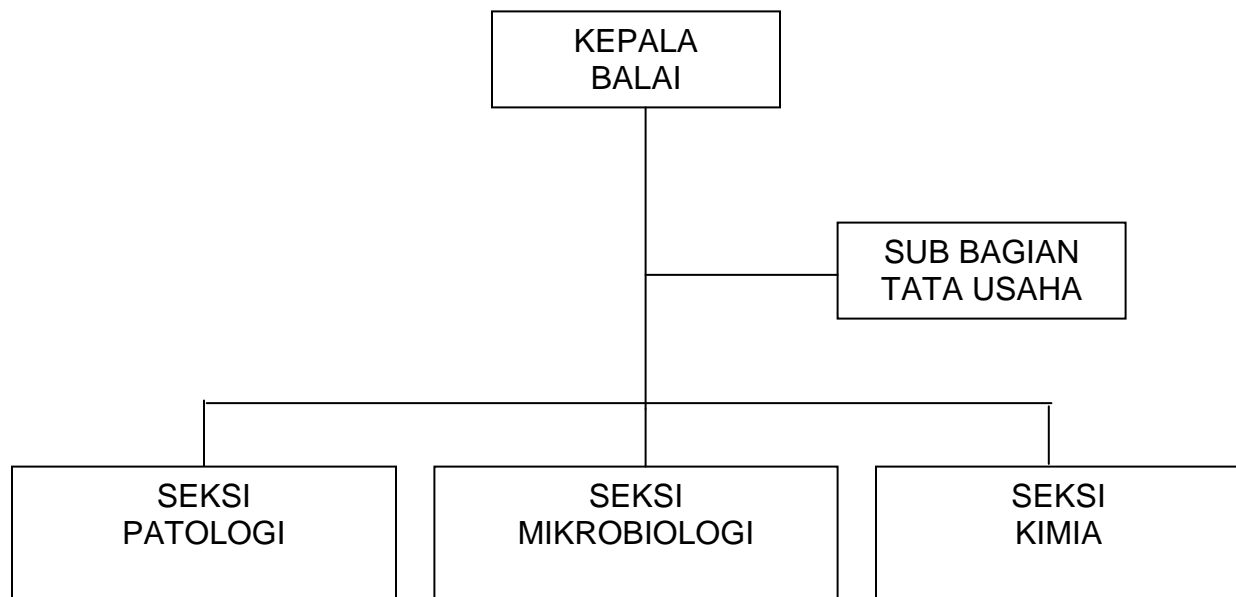 KEPALA
BALAI
SUB BAGIAN
TATA USAHA
SEKSI
PATOLOGI
SEKSI
MIKROBIOLOGI
SEKSI
KIMIA